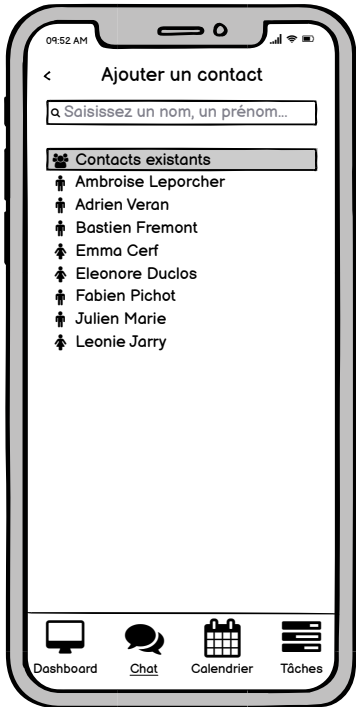 09:52 AM
< Ajouter un contact
Saisissez un nom, un prénom...
Contacts existants
Ambroise Leporcher
Adrien Veran
Bastien Fremont
Emma Cerf
Eleonore Duclos
Fabien Pichot
Julien Marie
Leonie Jarry
Dashboard Chat Calendrier Tâches